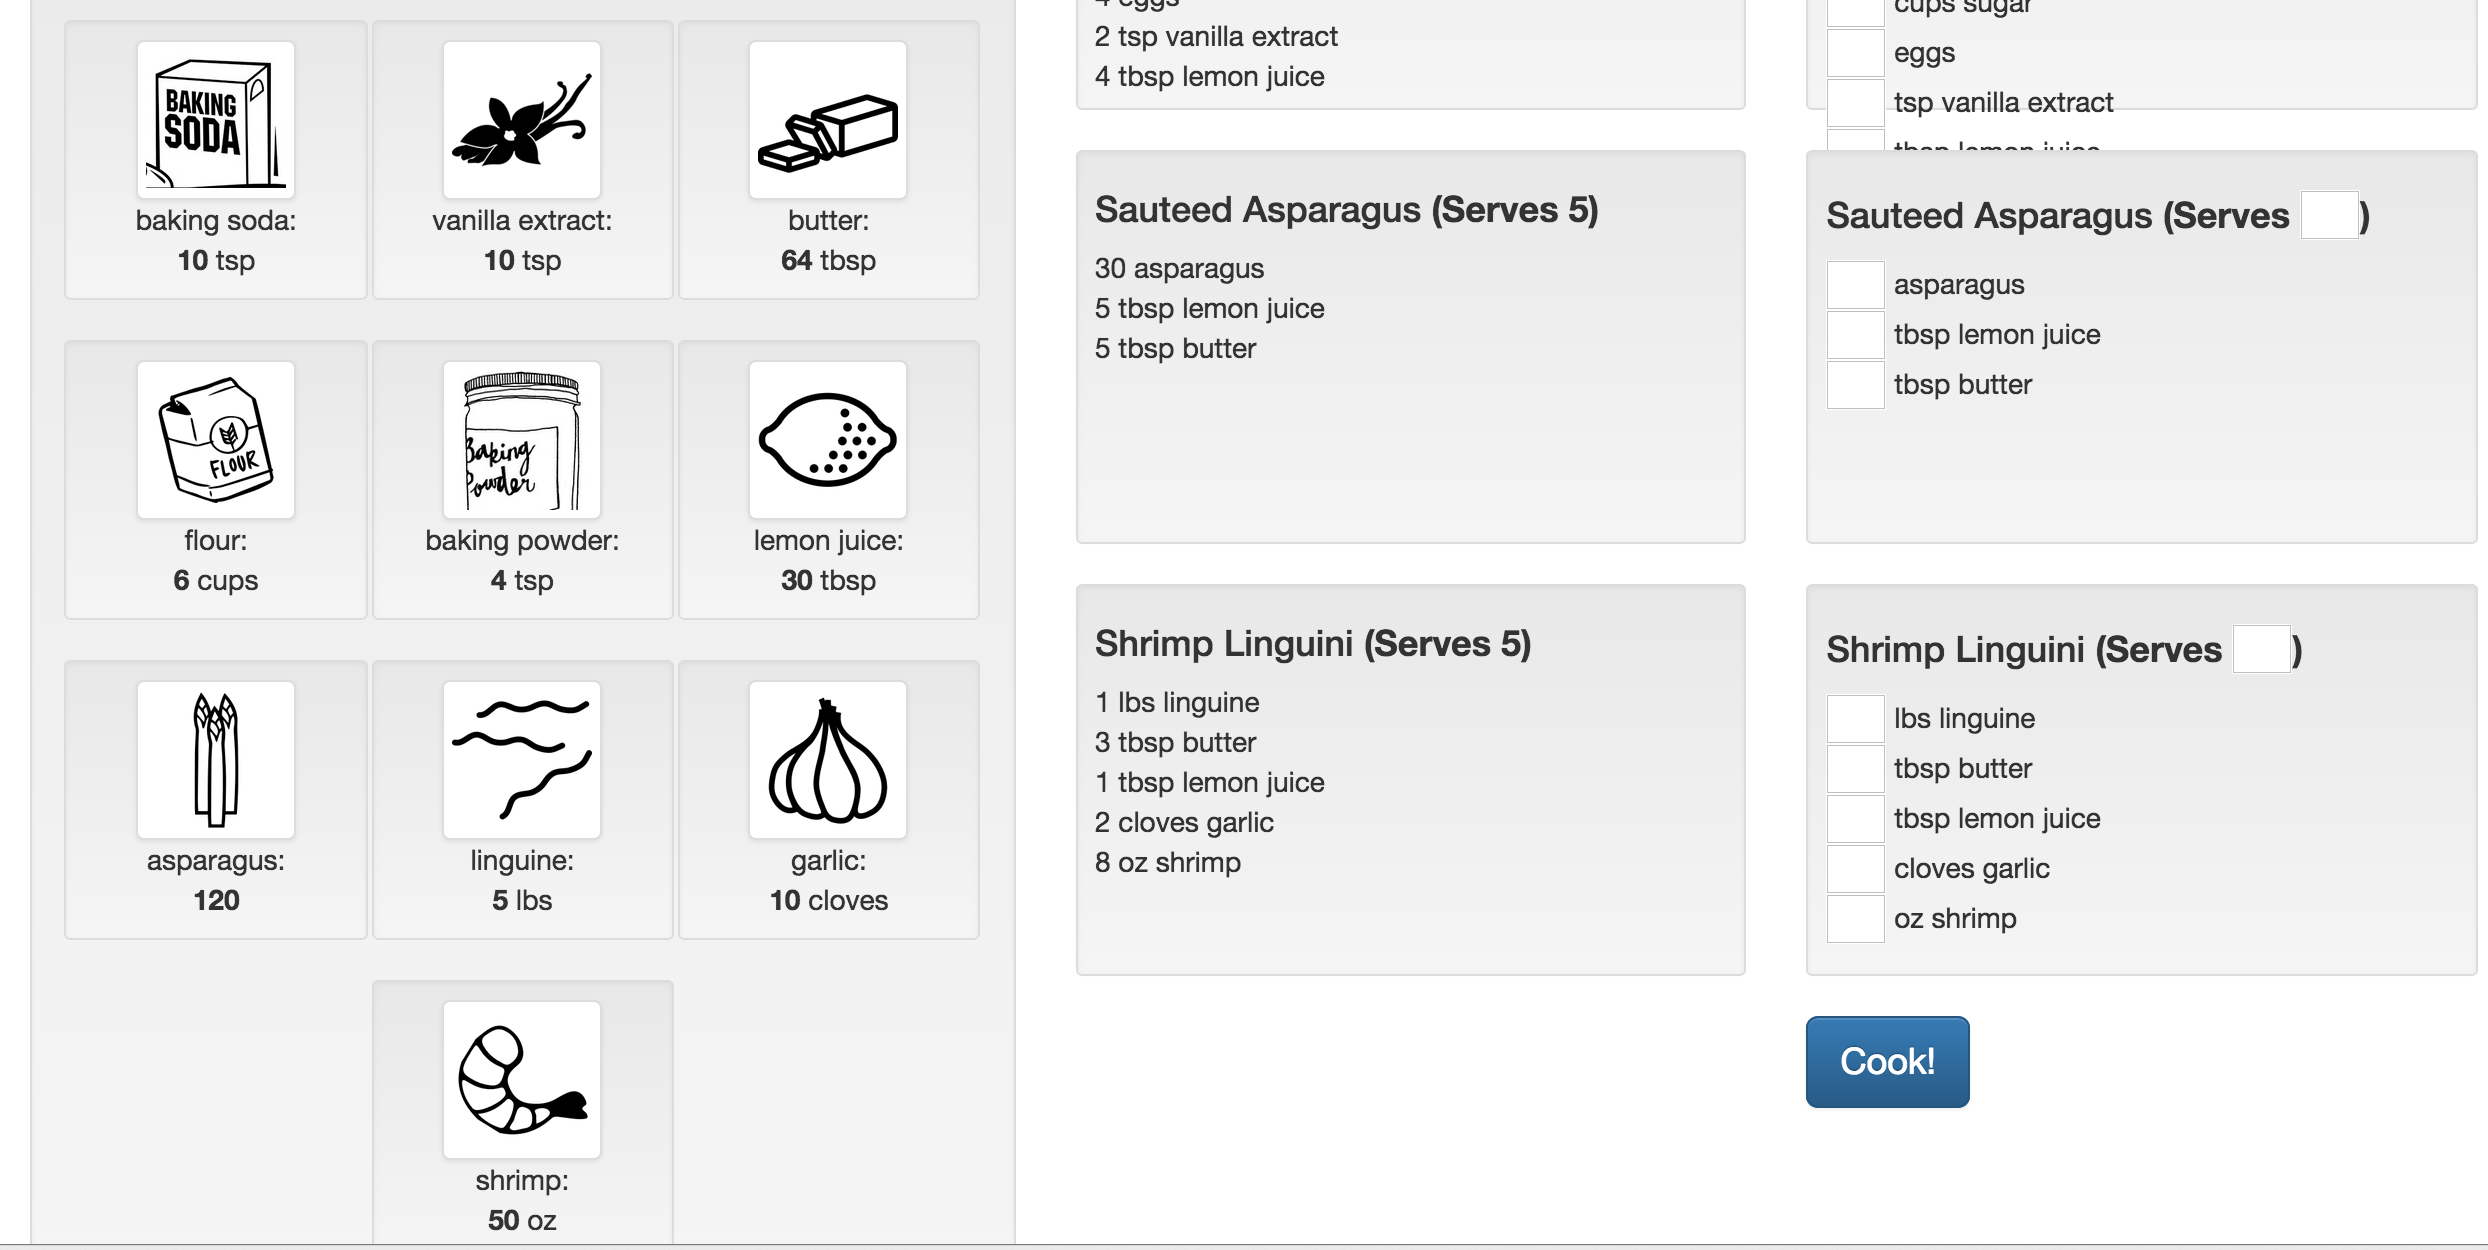 BAKING
SODA
baking soda:
10 tsp
vanilla extract:
10 tsp
butter:
64 tbsp
FLOUR
flour:
6 cups
Baking
Powder
baking powder:
4 tsp
lemon juice:
30 tbsp
asparagus:
120
linguine:
5 lbs
garlic:
10 cloves
shrimp:
50 oz
4 eggs
2 tsp vanilla extract
4 tbsp lemon juice
Sauteed Asparagus (Serves 5)
30 asparagus
5 tbsp lemon juice
5 tbsp butter
Shrimp Linguini (Serves 5)
1 lbs linguine
3 tbsp butter
1 tbsp lemon juice
2 cloves garlic
8 oz shrimp
cups sugar
eggs
tsp vanilla extract
tbsp lemon juice
Sauteed Asparagus (Serves )
asparagus
tbsp lemon juice
tbsp butter
Shrimp Linguini (Serves )
lbs linguine
tbsp butter
tbsp lemon juice
cloves garlic
oz shrimp
Cook!